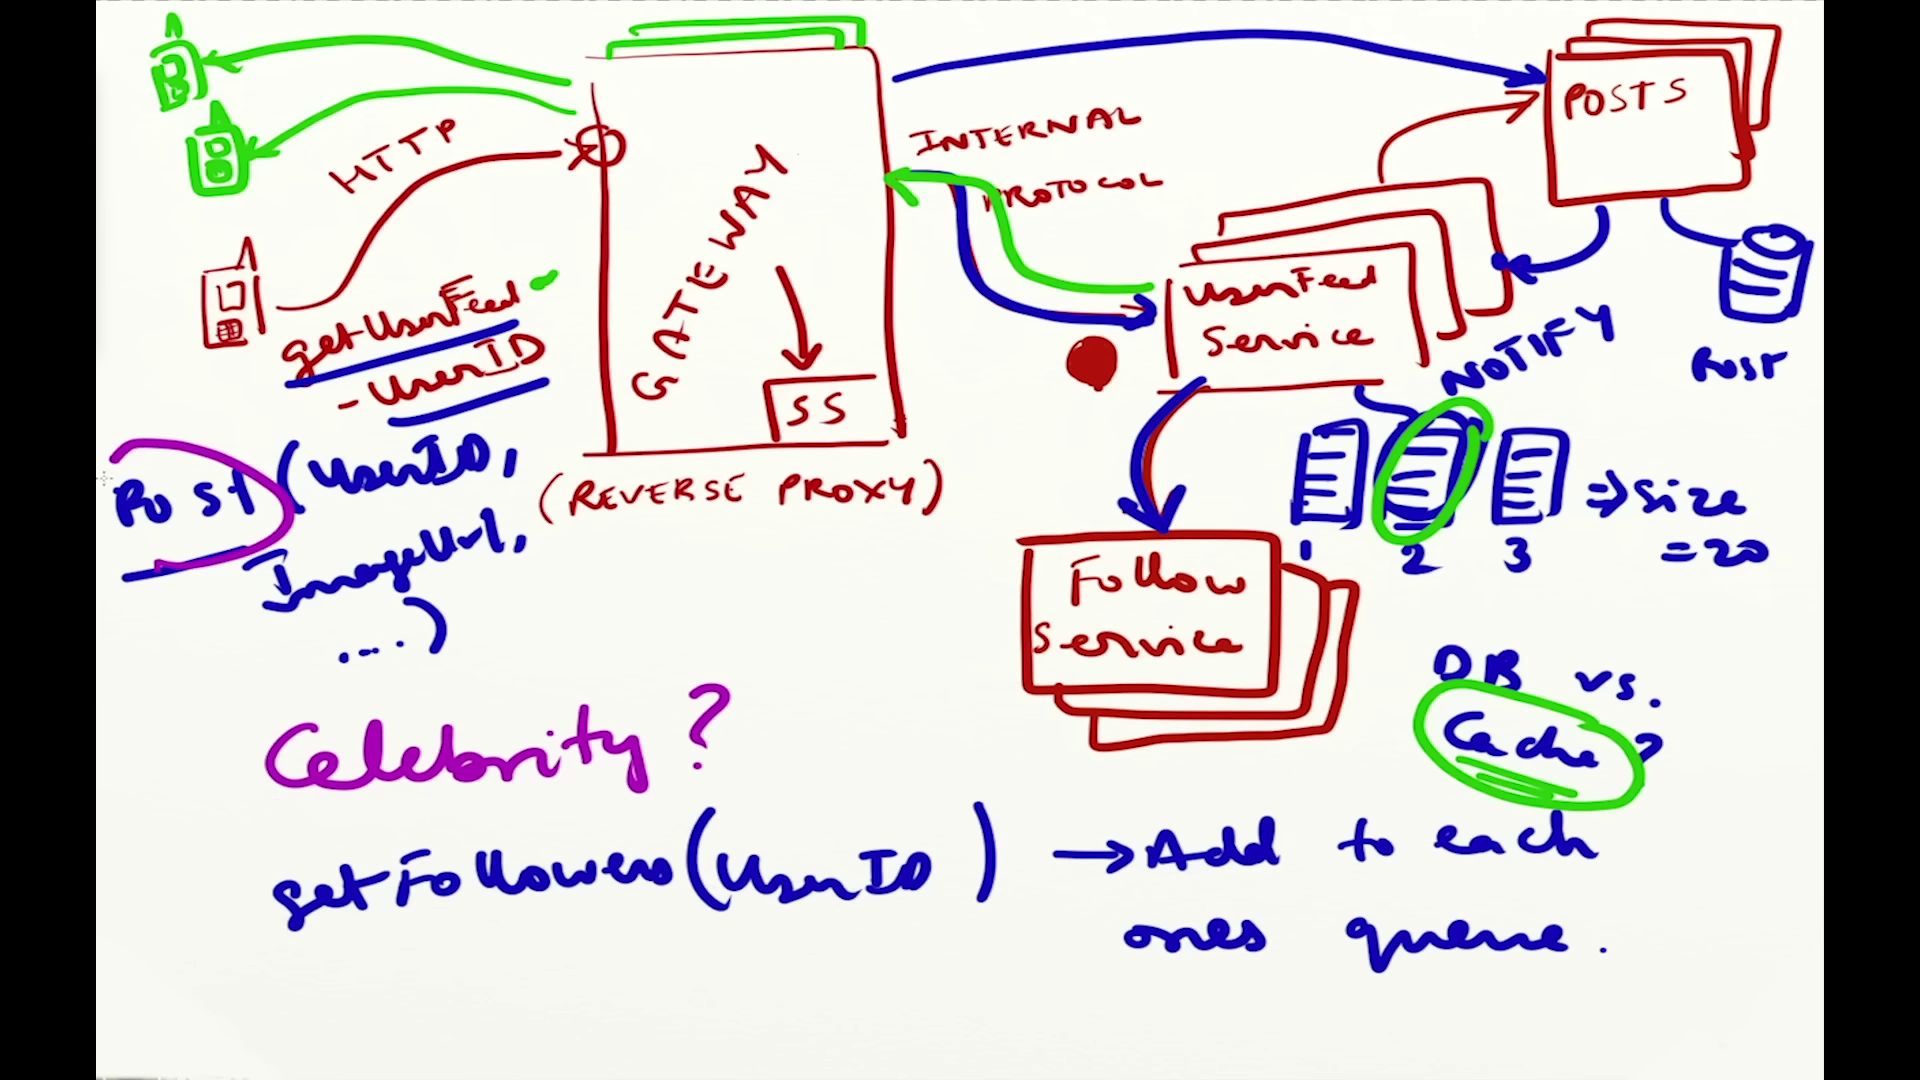 HTTP
getUserFeed
- UserID
Post (UserID,
ImageUrl,
....)
GATEWAY
SS
(REVERSE PROXY)
INTERNAL
PROTOCOL
POSTS
UserFeed
Service
NOTIFY
Post
1 2 3
⇒ Size
= 20
Follow
Service
DB vs.
Cache ?
Celebrity ?
getFollowers (UserID) → Add to each
ones queue.